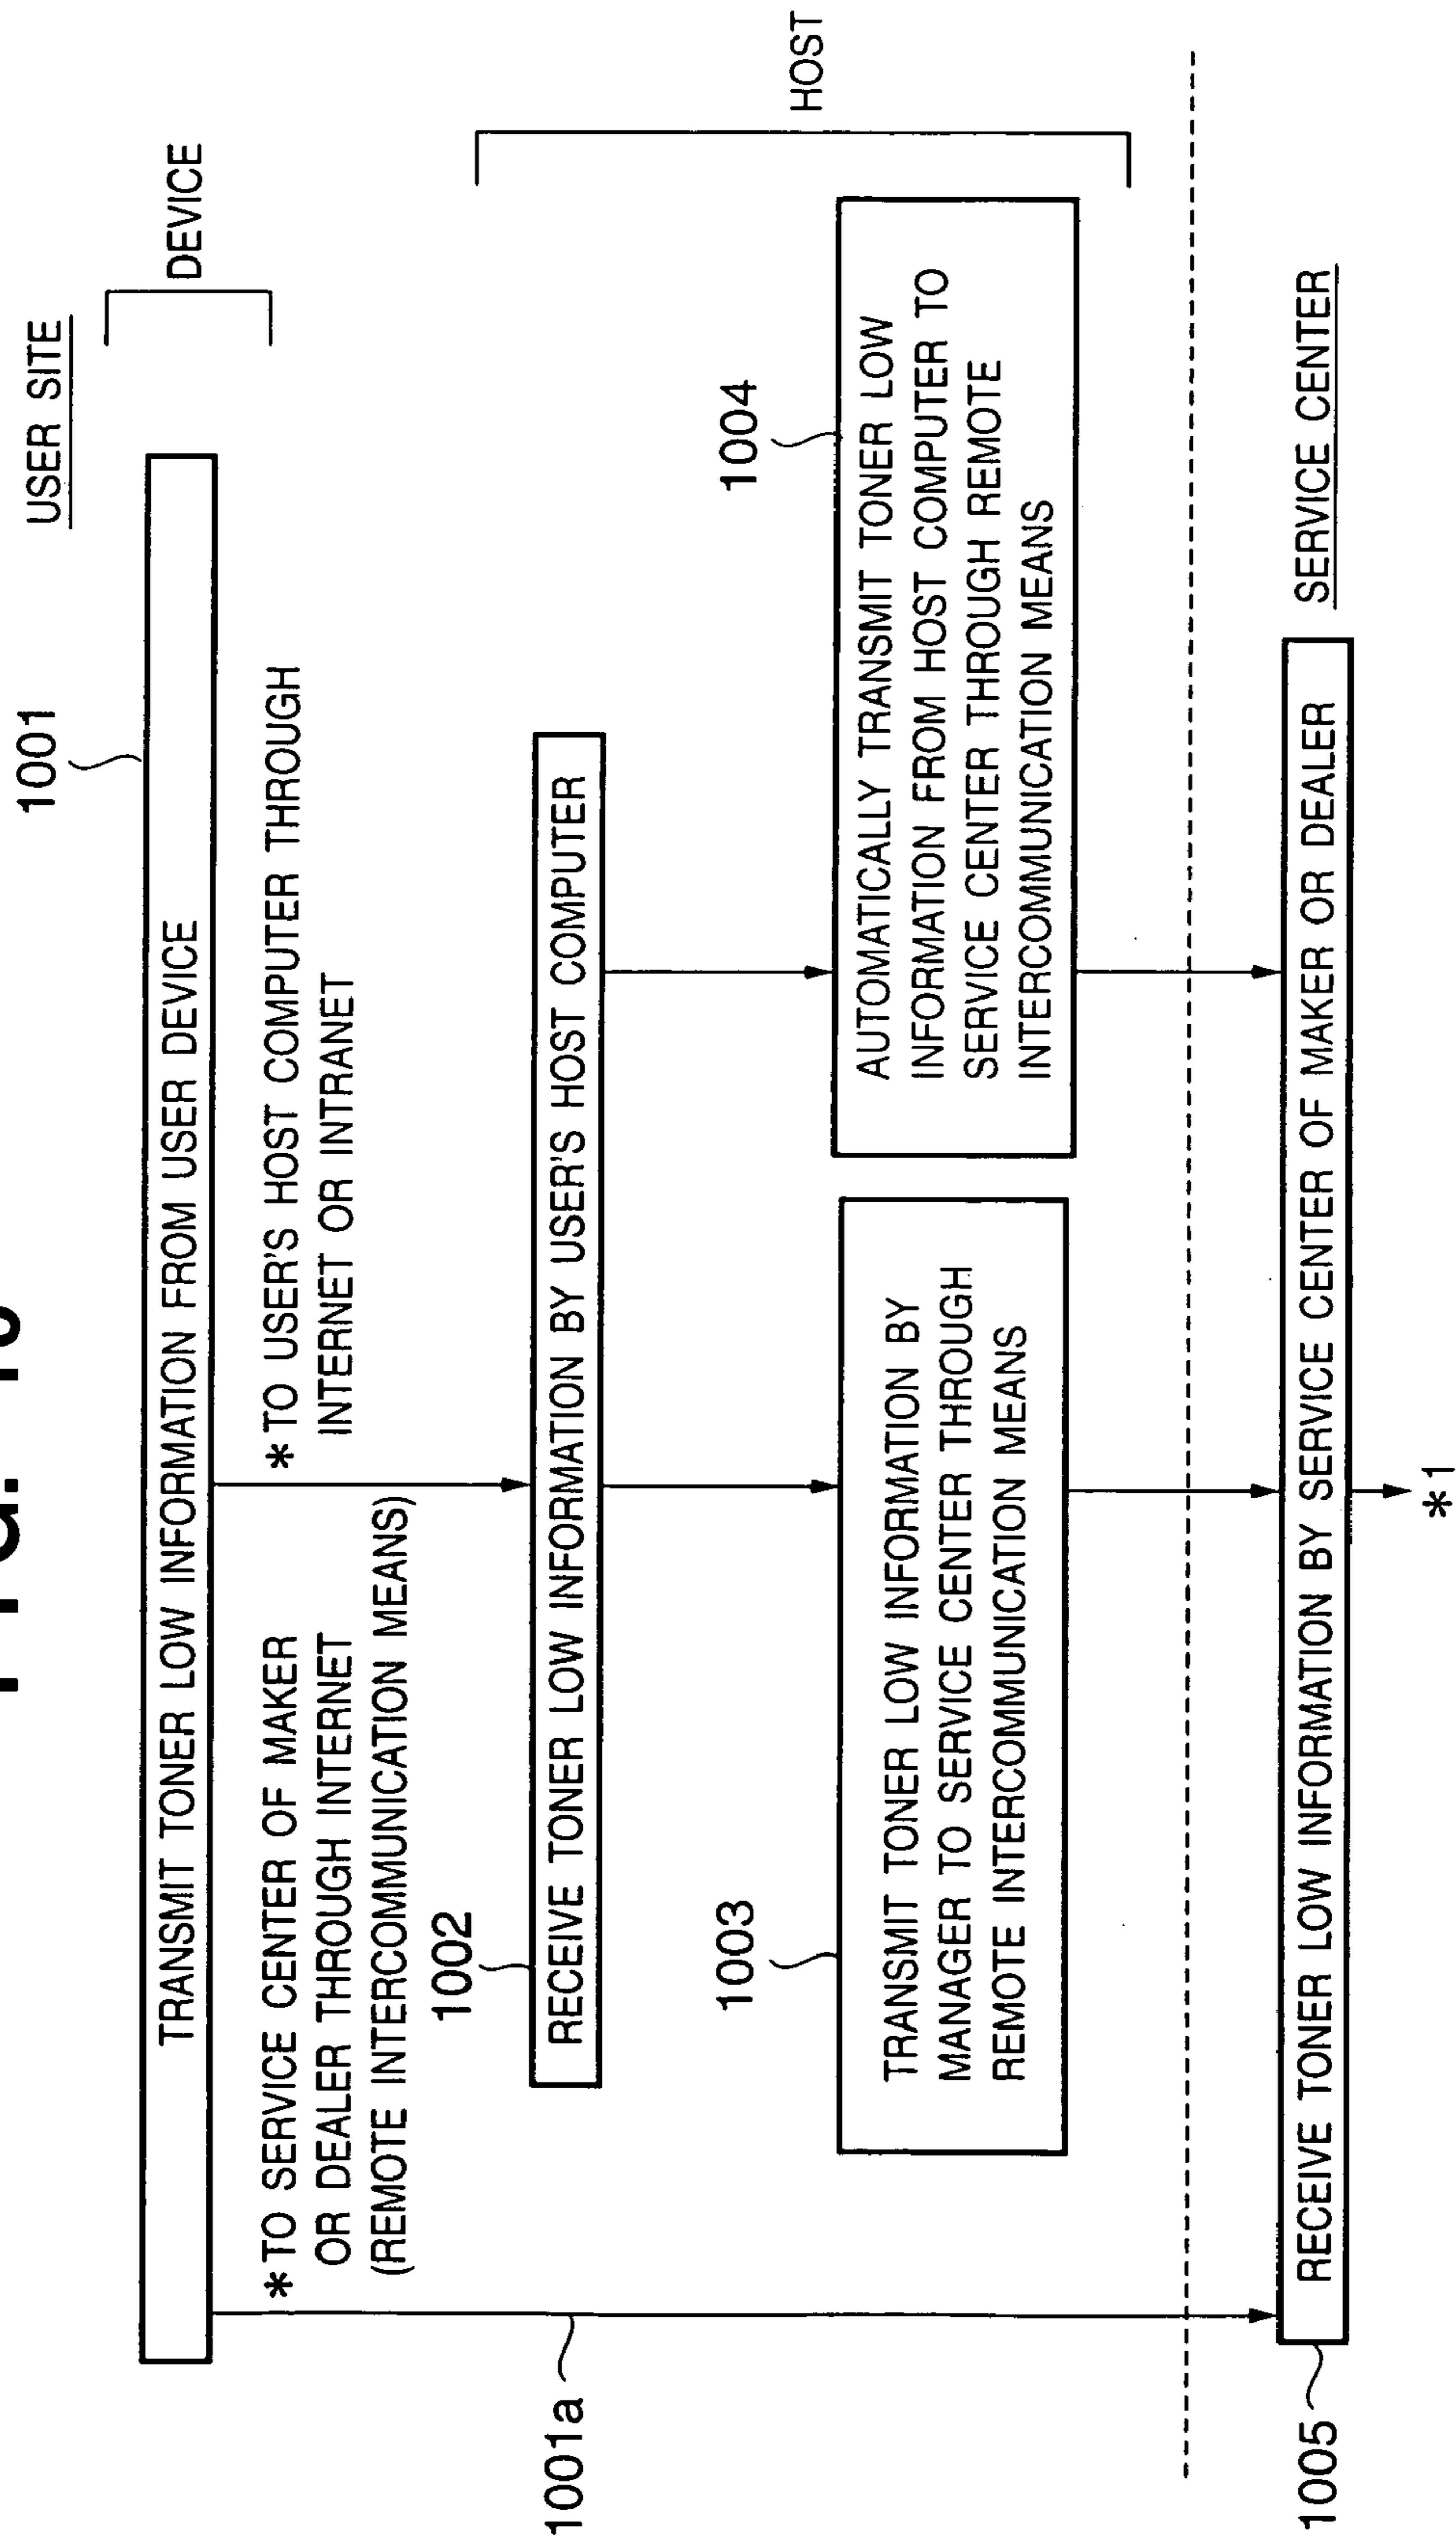 USER SITE
1001
DEVICE
TRANSMIT TONER LOW INFORMATION FROM USER DEVICE
*TO SERVICE CENTER OF MAKER
OR DEALER THROUGH INTERNET
(REMOTE INTERCOMMUNICATION MEANS)
*TO USER'S HOST COMPUTER THROUGH
INTERNET OR INTRANET
1001a
1002
RECEIVE TONER LOW INFORMATION BY USER'S HOST COMPUTER
HOST
1003
TRANSMIT TONER LOW INFORMATION BY
MANAGER TO SERVICE CENTER THROUGH
REMOTE INTERCOMMUNICATION MEANS
1004
AUTOMATICALLY TRANSMIT TONER LOW
INFORMATION FROM HOST COMPUTER TO
SERVICE CENTER THROUGH REMOTE
INTERCOMMUNICATION MEANS
SERVICE CENTER
1005
RECEIVE TONER LOW INFORMATION BY SERVICE CENTER OF MAKER OR DEALER
*1